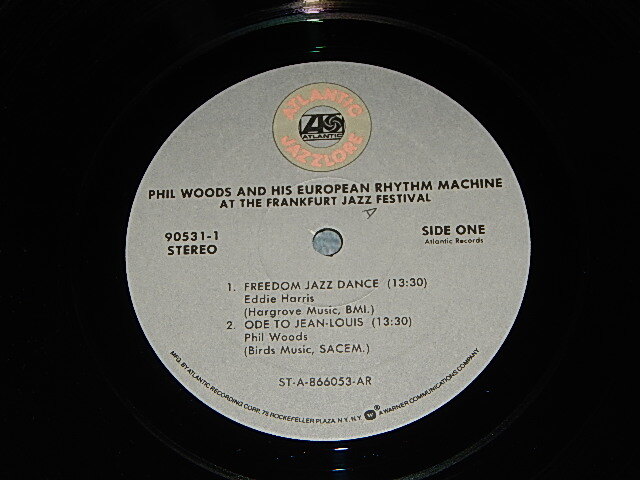 ATLANTIC
ATLANTIC
JAZZLORE
PHIL WOODS AND HIS EUROPEAN RHYTHM MACHINE
AT THE FRANKFURT JAZZ FESTIVAL
90531-1
STEREO
SIDE ONE
Atlantic Records
1. FREEDOM JAZZ DANCE (13:30)
Eddie Harris
(Hargrove Music, BMI.)
2. ODE TO JEAN-LOUIS (13:30)
Phil Woods
(Birds Music, SACEM.)
ST-A-866053-AR
MFG. BY ATLANTIC RECORDING CORP. 75 ROCKEFELLER PLAZA. N.Y. N.Y. ® A WARNER COMMUNICATIONS COMPANY